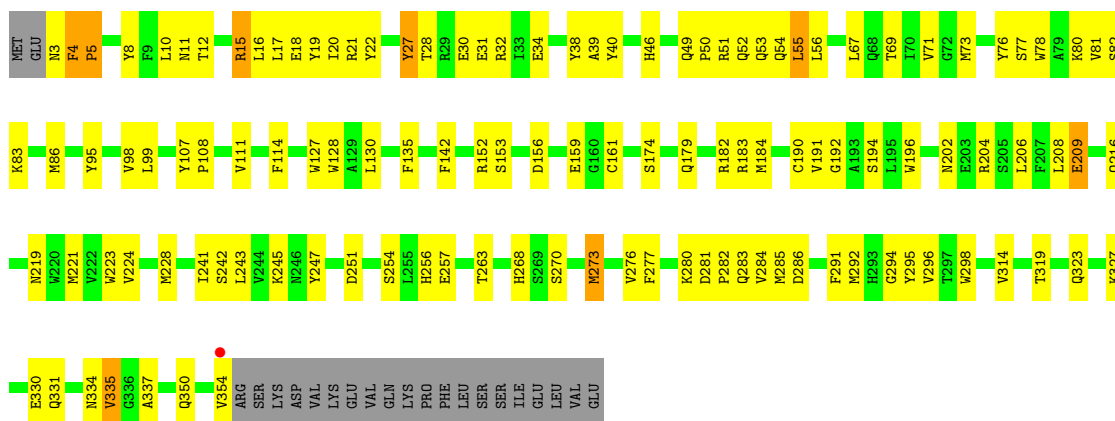 MET GLU N3 F4 P5 Y8 F9 L10 N11 T12 R15 L16 L17 E18 Y19 I20 R21 Y22 Y27 T28 R29 E30 E31 R32 I33 E34 Y38 A39 Y40 H46 Q49 P50 R51 Q52 Q53 Q54 L55 L56 L67 Q68 T69 I70 V71 G72 M73 Y76 S77 W78 A79 K80 V81 S82
K83 M86 Y95 V98 L99 Y107 P108 V111 F114 W127 W128 A129 L130 F135 F142 R152 S153 D156 E159 G160 C161 S174 Q179 R182 R183 M184 C190 V191 G192 A193 S194 L195 W196 N202 E203 R204 S205 L206 F207 L208 E209
N219 W220 M221 V222 W223 V224 M228 I241 S242 L243 V244 K245 N246 Y247 D251 S254 L255 H256 E257 T263 H268 S269 S270 M273 V276 F277 K280 D281 P282 Q283 V284 M285 D286 F291 M292 H293 G294 Y295 V296 T297 W298 V314 T319 Q323
E330 Q331 N334 V335 G336 A337 Q350 V354 ARG SER LYS ASP VAL LYS GLU VAL GLN LYS PRO PHE LEU SER SER ILE GLU LEU VAL GLU